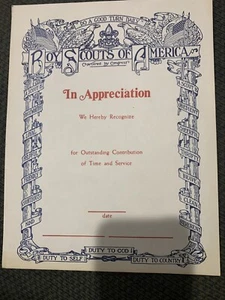 DO A GOOD TURN DAILY
BOY SCOUTS OF AMERICA
Chartered by Congress
In Appreciation
We Hereby Recognize
for Outstanding Contribution
of Time and Service
date
DUTY TO GOD
DUTY TO SELF
DUTY TO COUNTRY